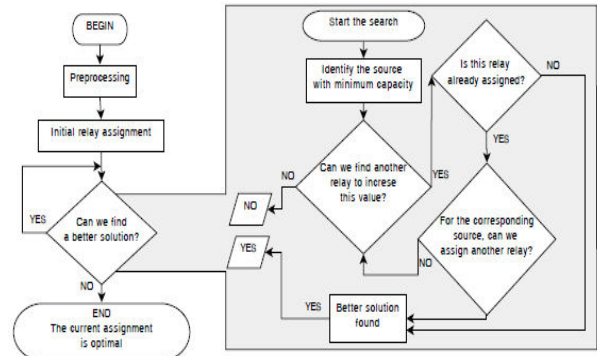 BEGIN
Preprocessing
Initial relay assignment
YES
Can we find
a better solution?
NO
END
The current assignment
is optimal
Start the search
Identify the source
with minimum capacity
NO
Can we find another
relay to increse
this value?
YES
NO
YES
Is this relay
already assigned?
NO
YES
For the corresponding
source, can we
assign another relay?
NO
YES
Better solution
found